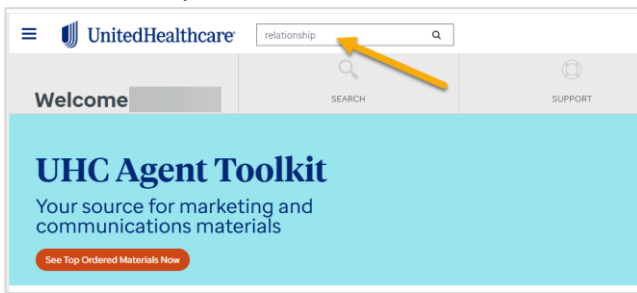 UnitedHealthcare
relationship
Welcome
SEARCH
SUPPORT
UHC Agent Toolkit
Your source for marketing and
communications materials
See Top Ordered Materials Now